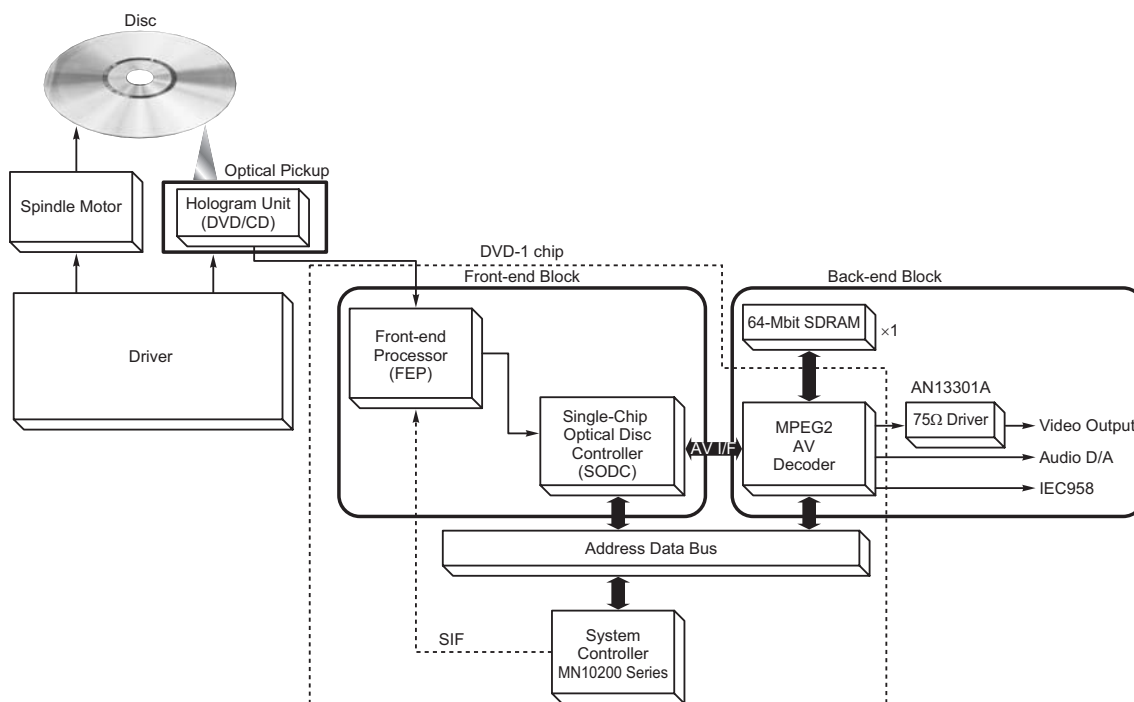 Disc
Optical Pickup
Spindle Motor
Hologram Unit
(DVD/CD)
Driver
DVD-1 chip
Front-end Block
Back-end Block
Front-end
Processor
(FEP)
64-Mbit SDRAM
×1
Single-Chip
Optical Disc
Controller
(SODC)
AV I/F
MPEG2
AV
Decoder
AN13301A
75Ω Driver
Video Output
Audio D/A
IEC958
Address Data Bus
SIF
System
Controller
MN10200 Series